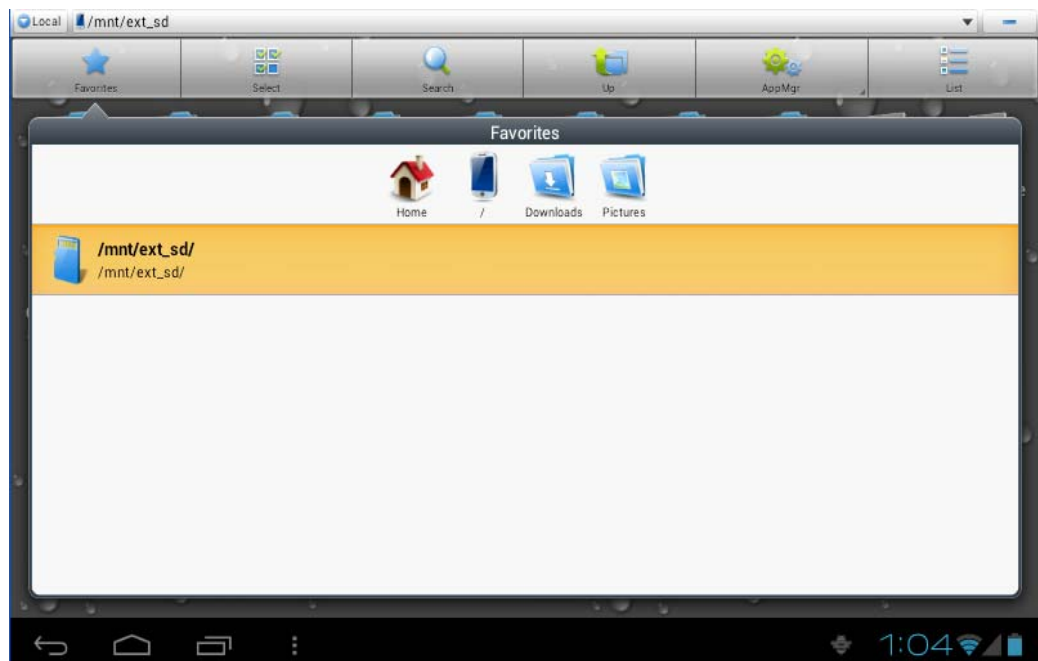 Local /mnt/ext_sd
Favorites Select Search Up AppMgr List
Favorites
Home / Downloads Pictures
/mnt/ext_sd/
/mnt/ext_sd/
1:04